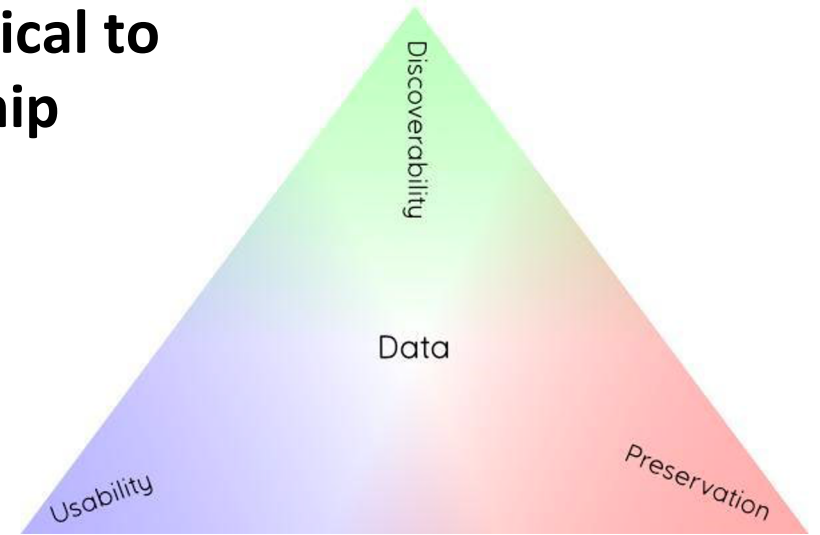 ical to
hip
Discoverability
Data
Usability
Preservation